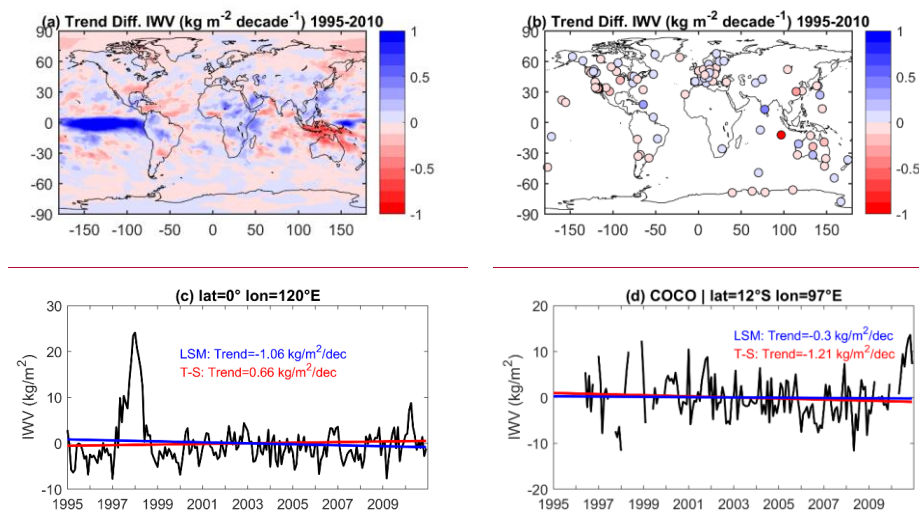 (a) Trend Diff. IWV (kg m⁻² decade⁻¹) 1995-2010
90
60
30
0
-30
-60
-90
-150 -100 -50 0 50 100 150
1
0.5
0
-0.5
-1
(b) Trend Diff. IWV (kg m⁻² decade⁻¹) 1995-2010
90
60
30
0
-30
-60
-90
-150 -100 -50 0 50 100 150
1
0.5
0
-0.5
-1
(c) lat=0° lon=120°E
IWV (kg/m²)
30
20
10
0
-10
LSM: Trend=-1.06 kg/m²/dec
T-S: Trend=0.66 kg/m²/dec
1995 1997 1999 2001 2003 2005 2007 2009
(d) COCO | lat=12°S lon=97°E
IWV (kg/m²)
20
10
0
-10
20
LSM: Trend=-0.3 kg/m²/dec
T-S: Trend=-1.21 kg/m²/dec
1995 1997 1999 2001 2003 2005 2007 2009